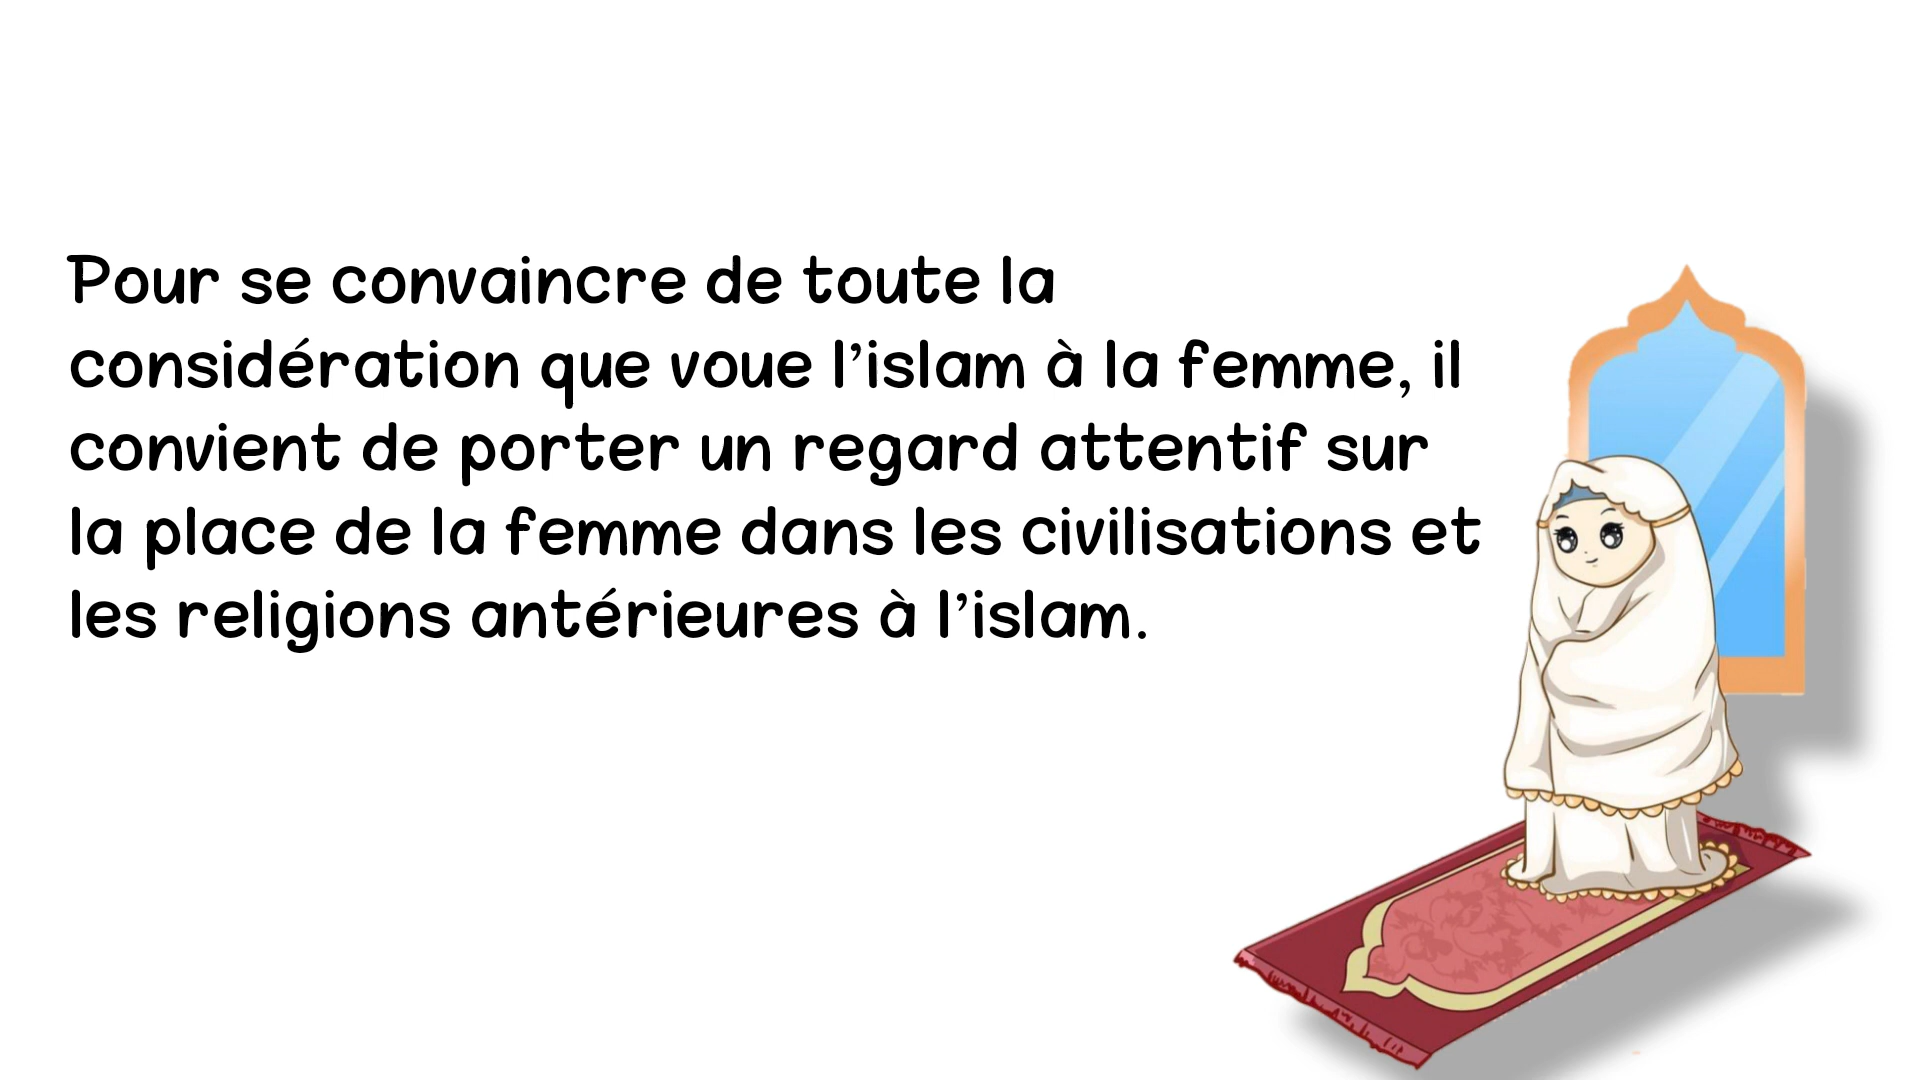 Pour se convaincre de toute la
considération que voue l’islam à la femme, il
convient de porter un regard attentif sur
la place de la femme dans les civilisations et
les religions antérieures à l’islam.